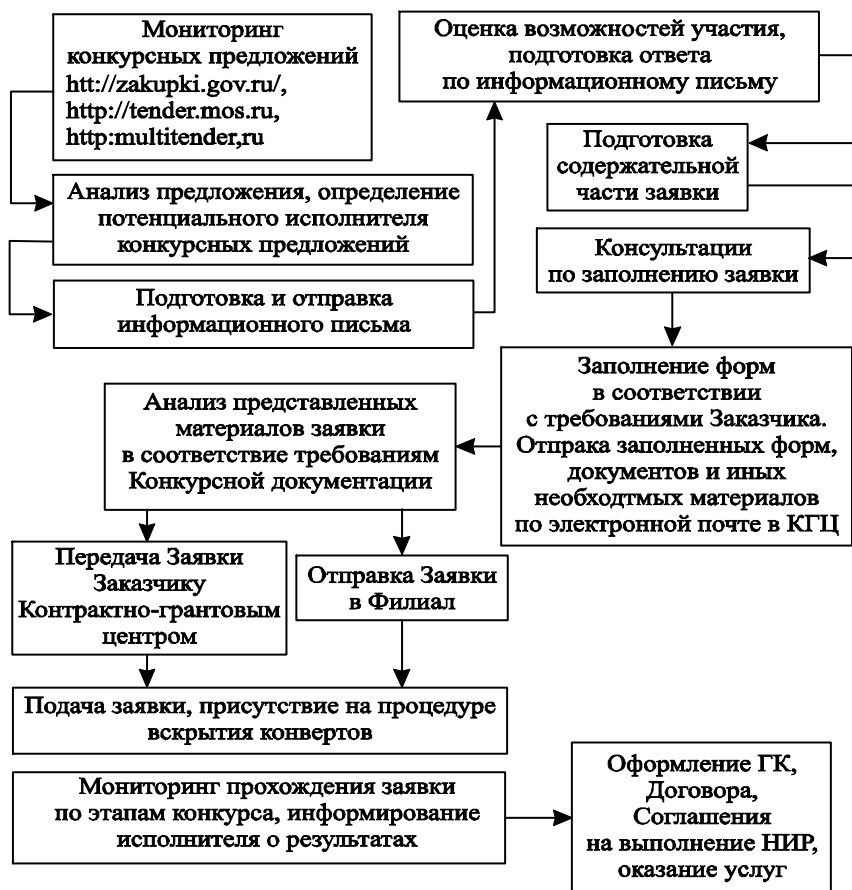 Мониторинг
конкурсных предложений
htt://zakupki.gov.ru/,
http://tender.mos.ru,
http:multitender,ru
Оценка возможностей участия,
подготовка ответа
по информационному письму
Подготовка
содержательной
части заявки
Анализ предложения, определение
потенциального исполнителя
конкурсных предложений
Консультации
по заполнению заявки
Подготовка и отправка
информационного письма
Заполнение форм
в соответствии
с требованиями Заказчика.
Отпрака заполненных форм,
документов и иных
необходтмых материалов
по электронной почте в КГЦ
Анализ представленных
материалов заявки
в соответствие требованиям
Конкурсной документации
Передача Заявки
Заказчику
Контрактно-грантовым
центром
Отправка Заявки
в Филиал
Подача заявки, присутствие на процедуре
вскрытия конвертов
Мониторинг прохождения заявки
по этапам конкурса, информирование
исполнителя о результатах
Оформление ГК,
Договора,
Соглашения
на выполнение НИР,
оказание услуг